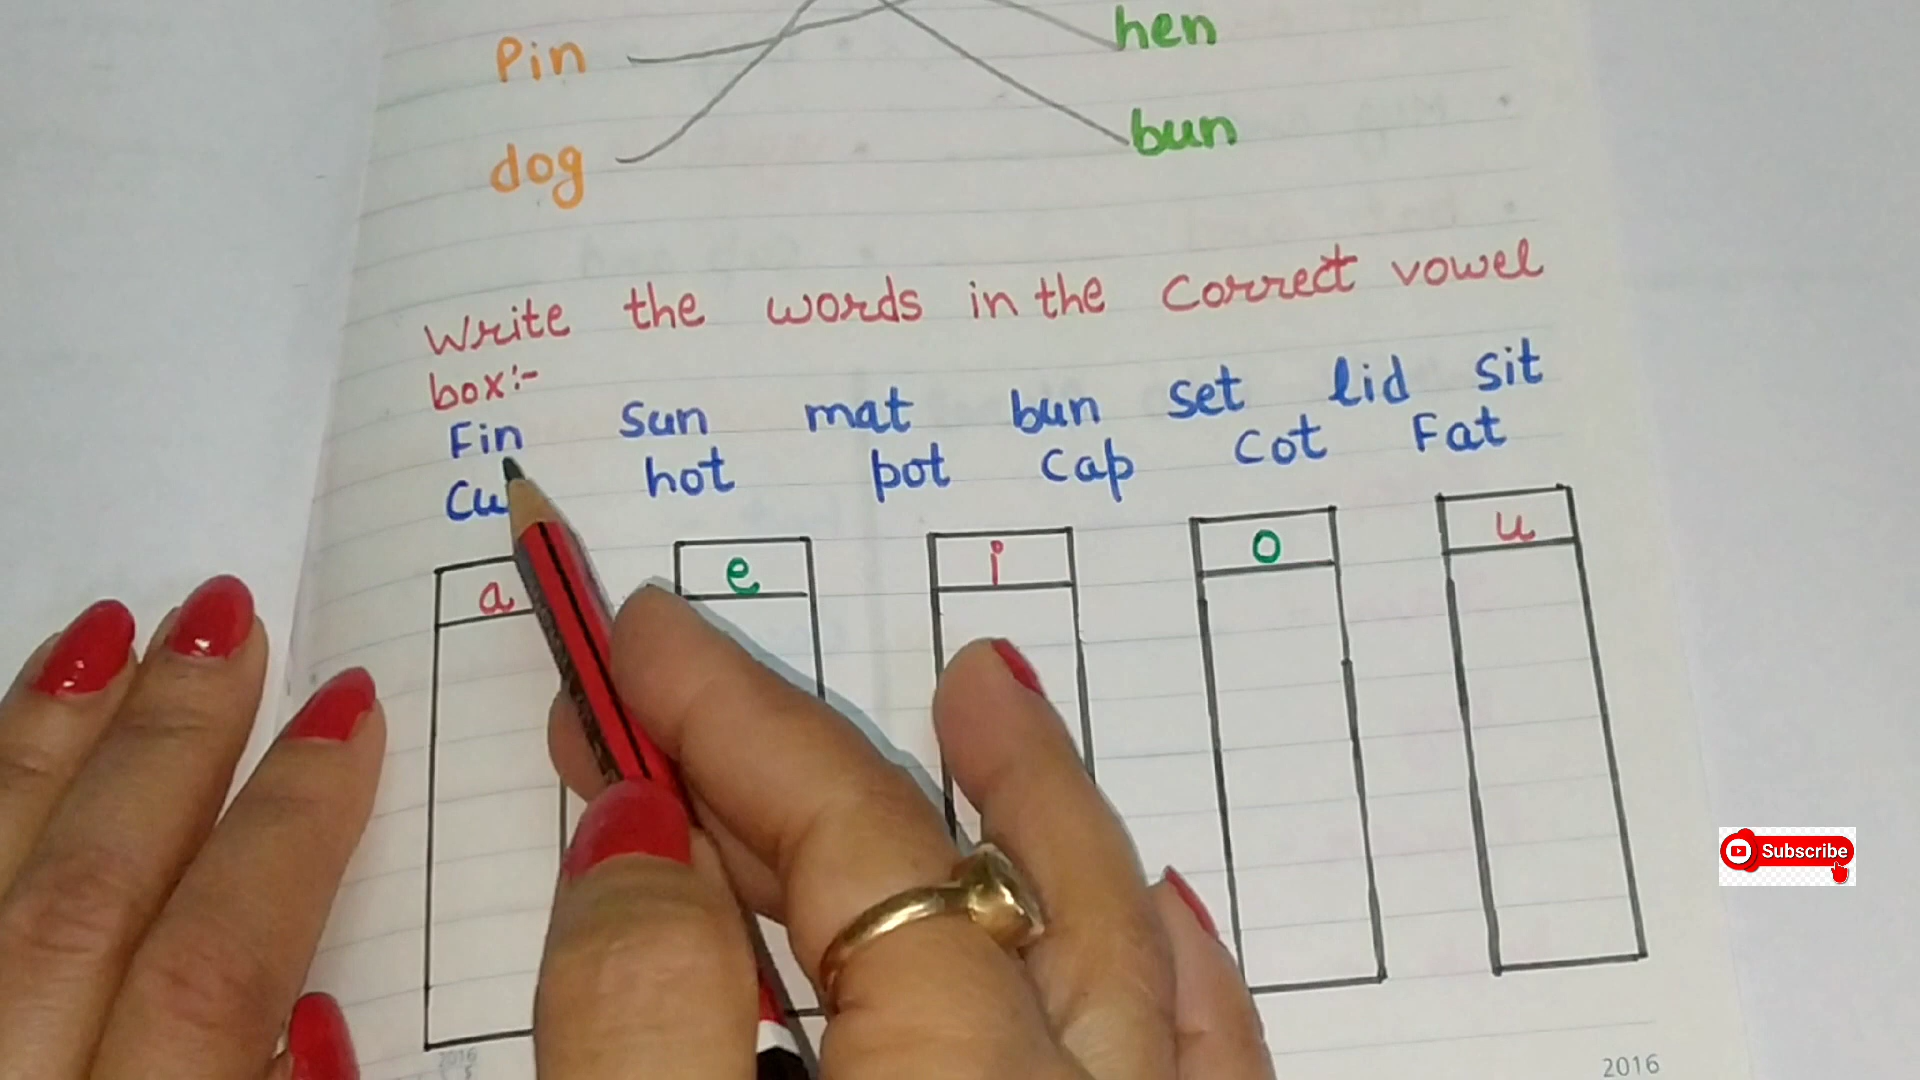 Pin hen
dog bun
Write the words in the correct vowel
box:-
Fin Sun mat bun set lid sit
hot pot Cap Cot Fat
a e i o u
Subscribe
2016 2016